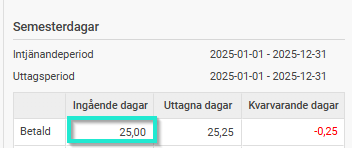 Semesterdagar
Intjänandeperiod 2025-01-01 - 2025-12-31
Uttagsperiod 2025-01-01 - 2025-12-31
Ingående dagar Uttagna dagar Kvarvarande dagar
Betald 25,00 25,25 -0,25